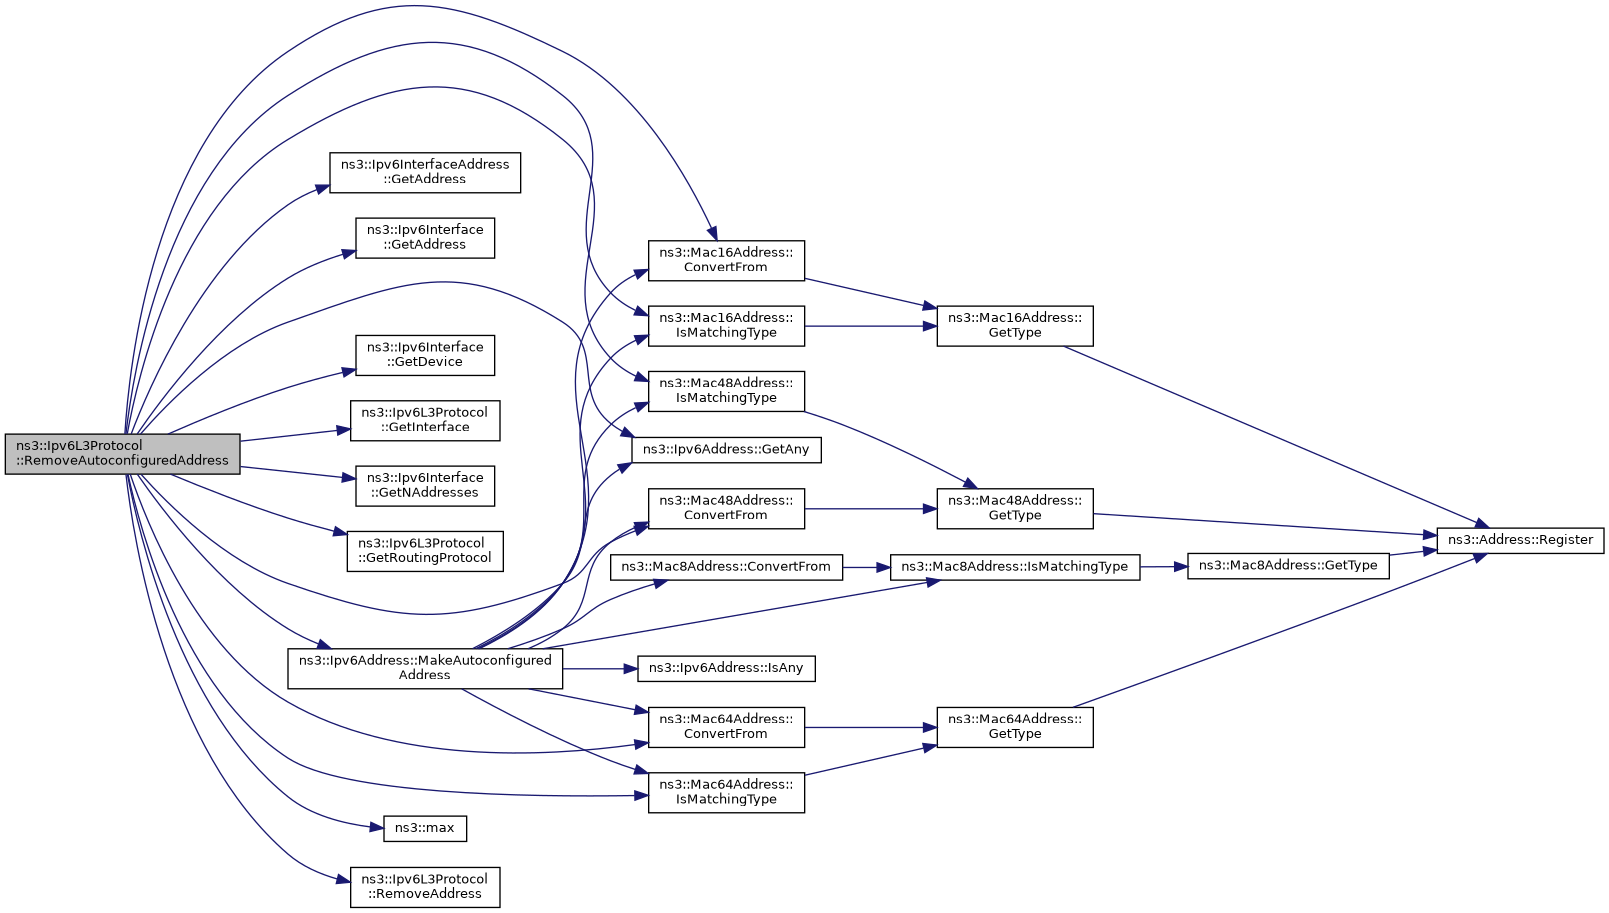 ns3::Ipv6L3Protocol
::RemoveAutoconfiguredAddress
ns3::Ipv6InterfaceAddress
::GetAddress
ns3::Ipv6Interface
::GetAddress
ns3::Ipv6Interface
::GetDevice
ns3::Ipv6L3Protocol
::GetInterface
ns3::Ipv6Interface
::GetNAddresses
ns3::Ipv6L3Protocol
::GetRoutingProtocol
ns3::Ipv6Address::MakeAutoconfigured
Address
ns3::max
ns3::Ipv6L3Protocol
::RemoveAddress
ns3::Mac16Address::
ConvertFrom
ns3::Mac16Address::
IsMatchingType
ns3::Mac48Address::
IsMatchingType
ns3::Ipv6Address::GetAny
ns3::Mac48Address::
ConvertFrom
ns3::Mac8Address::ConvertFrom
ns3::Ipv6Address::IsAny
ns3::Mac64Address::
ConvertFrom
ns3::Mac64Address::
IsMatchingType
ns3::Mac16Address::
GetType
ns3::Mac48Address::
GetType
ns3::Mac8Address::IsMatchingType
ns3::Mac64Address::
GetType
ns3::Mac8Address::GetType
ns3::Address::Register